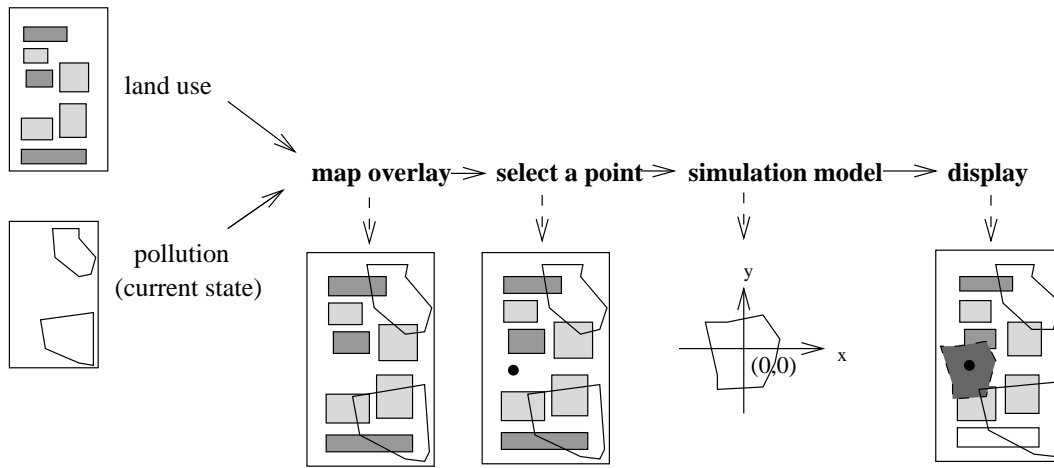 land use
map overlay
select a point
simulation model
display
pollution
(current state)
y
x
(0,0)